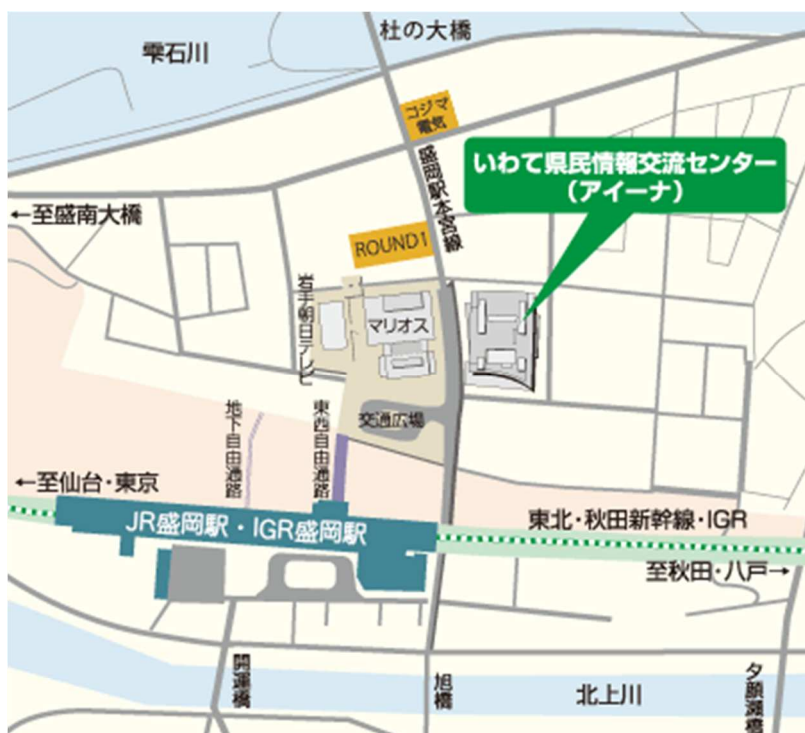 雫石川
杜の大橋
コジマ
電気
盛岡駅本宮線
いわて県民情報交流センター
（アイーナ）
←至盛南大橋
ROUND1
岩手朝日テレビ
マリオス
交通広場
地下自由通路
東西自由通路
←至仙台・東京
JR盛岡駅・IGR盛岡駅
東北・秋田新幹線・IGR
至秋田・八戸→
開運橋
旭橋
北上川
夕顔瀬橋